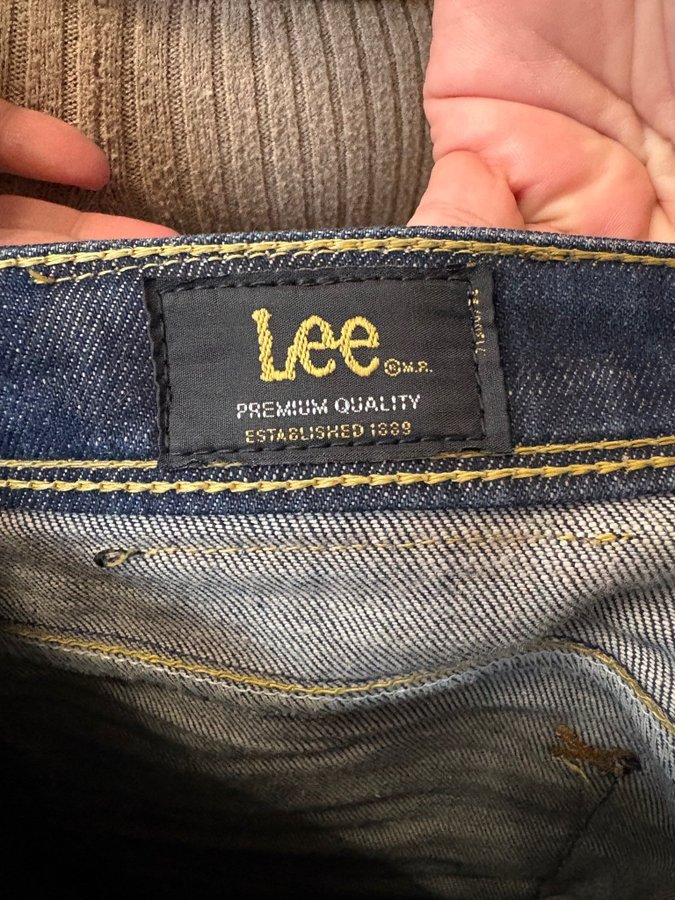 Lee ® M.R.
PREMIUM QUALITY
ESTABLISHED 1889